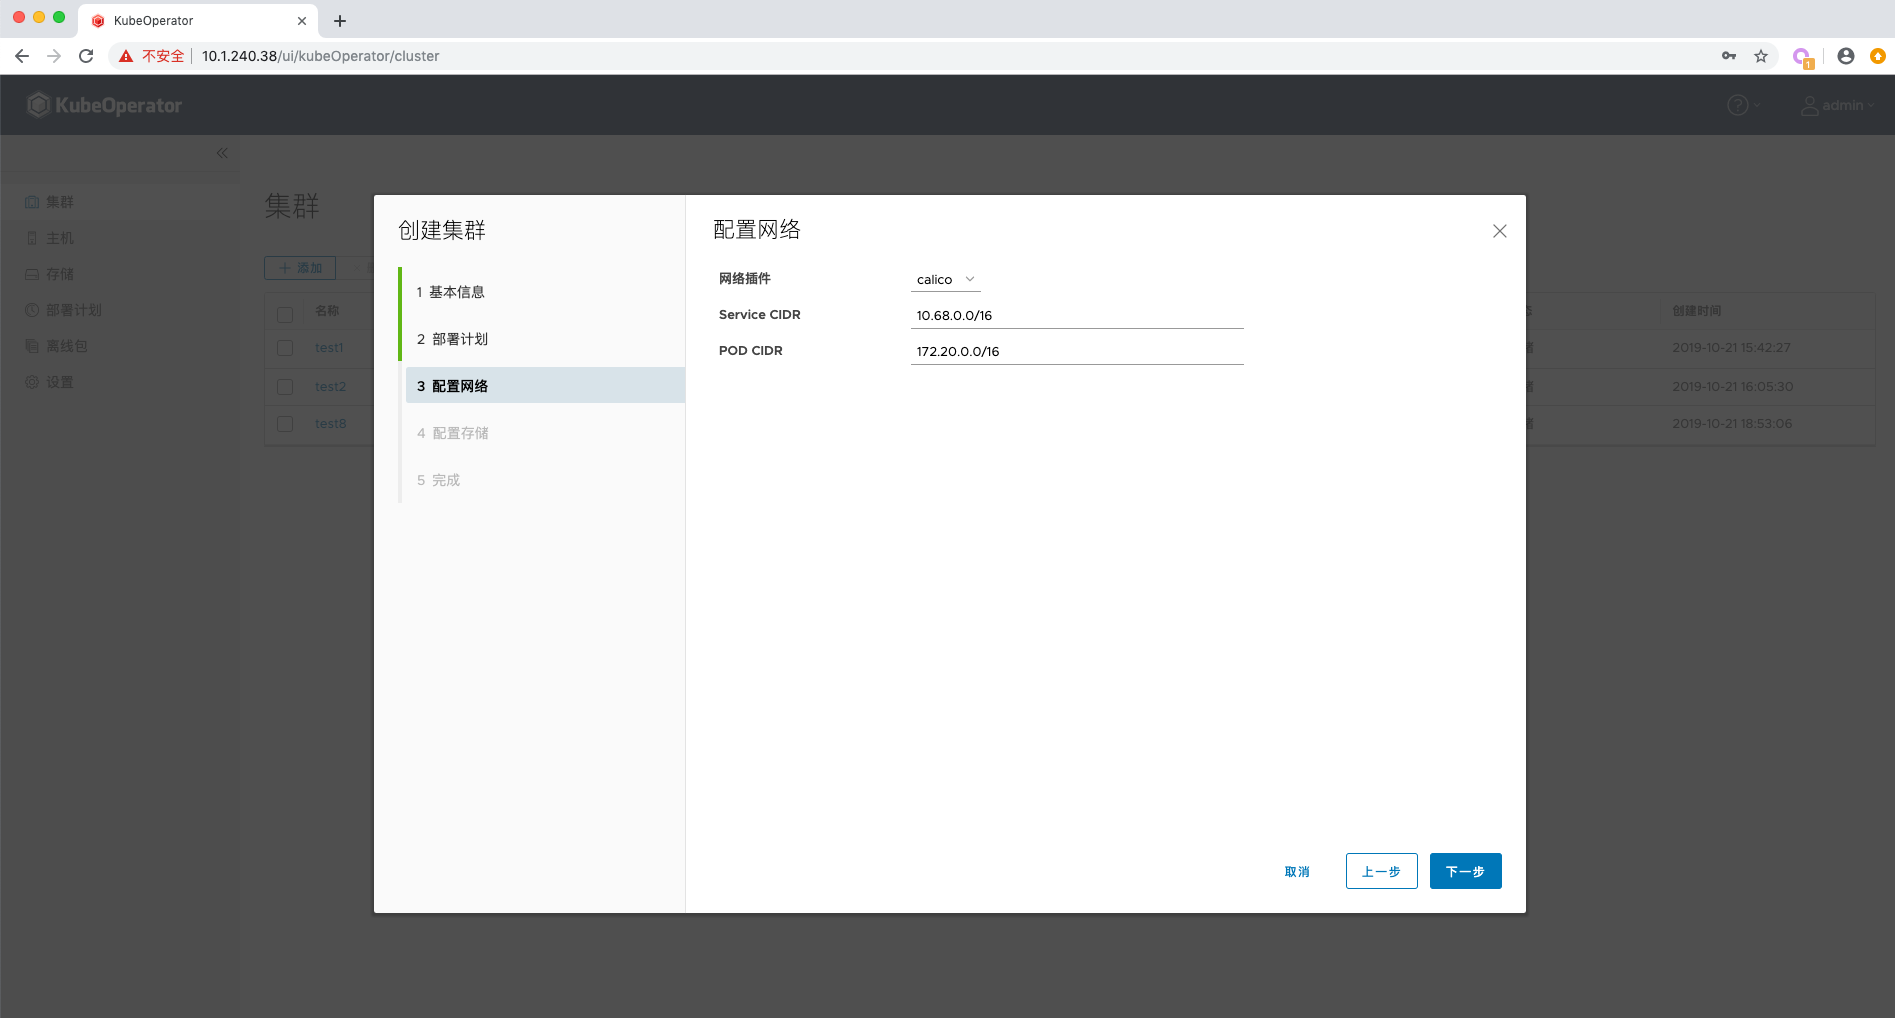 KubeOperator
不安全
10.1.240.38/ui/kubeOperator/cluster
1
KubeOperator
admin
集群
主机
存储
部署计划
离线包
设置
集群
添加
名称
创建时间
test1
2019-10-21 15:42:27
test2
2019-10-21 16:05:30
test8
2019-10-21 18:53:06
创建集群
1 基本信息
2 部署计划
3 配置网络
4 配置存储
5 完成
配置网络
网络插件
calico
Service CIDR
10.68.0.0/16
POD CIDR
172.20.0.0/16
取消
上一步
下一步